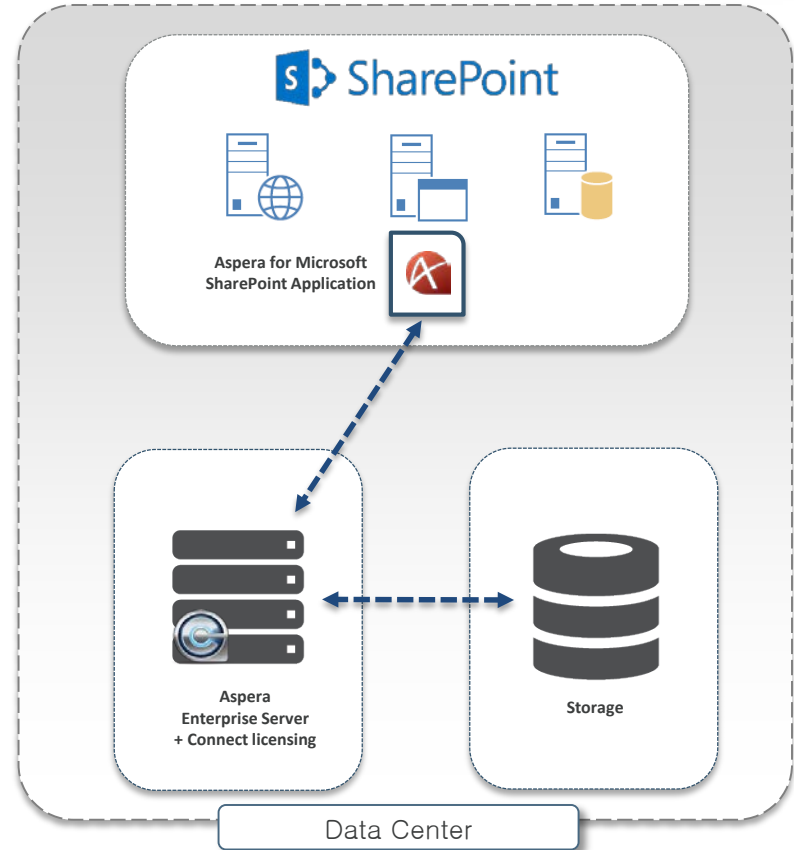 S SharePoint
Aspera for Microsoft
SharePoint Application
Aspera
Enterprise Server
+ Connect licensing
Storage
Data Center